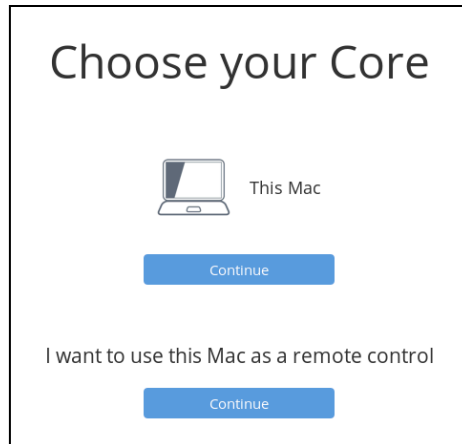 Choose your Core
This Mac
Continue
I want to use this Mac as a remote control
Continue